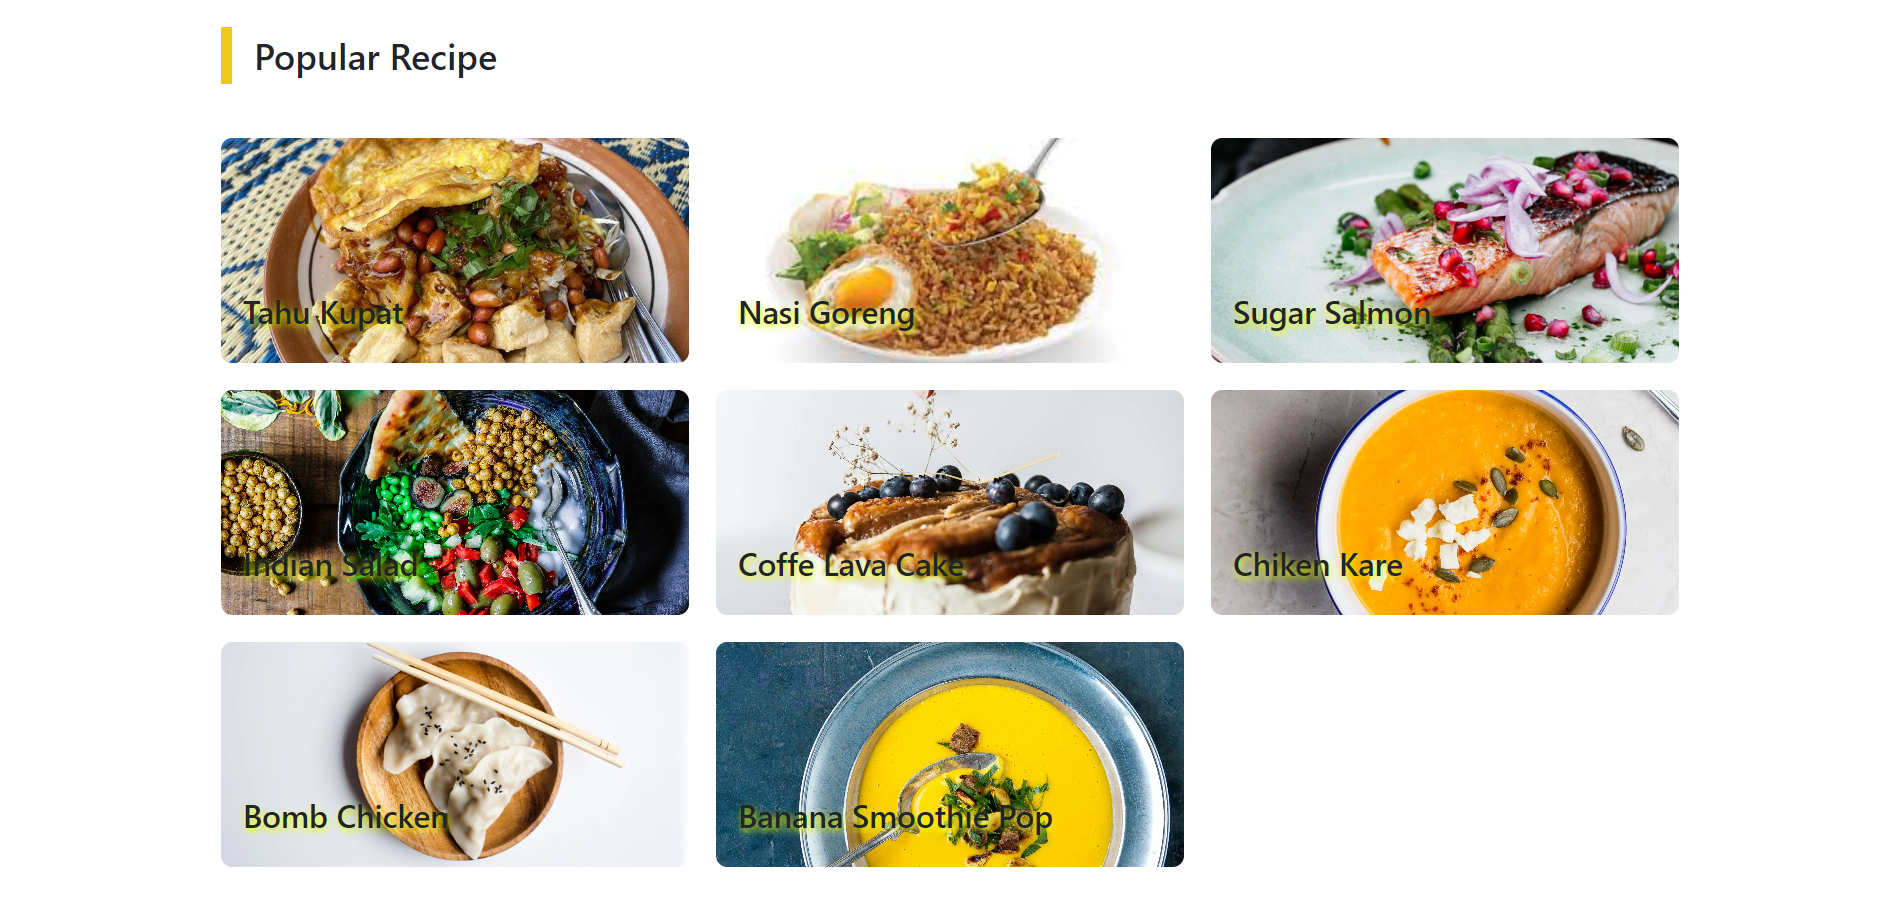 Popular Recipe
Tahu Kupat
Nasi Goreng
Sugar Salmon
Indian Salad
Coffe Lava Cake
Chiken Kare
Bomb Chicken
Banana Smoothie Pop